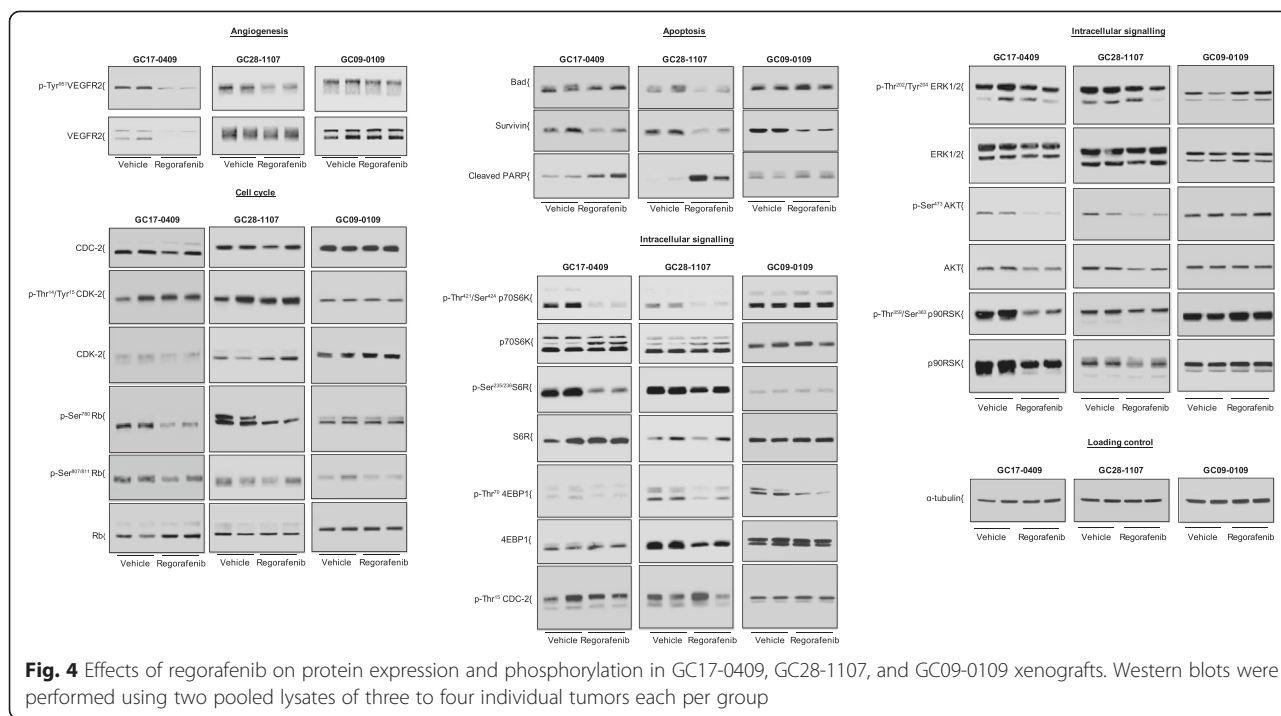 Angiogenesis
GC17-0409 GC28-1107 GC09-0109
p-Tyr⁹⁵¹VEGFR2{
VEGFR2{
Vehicle Regorafenib Vehicle Regorafenib Vehicle Regorafenib
Cell cycle
GC17-0409 GC28-1107 GC09-0109
CDC-2{
p-Thr¹⁴/Tyr¹⁵ CDK-2{
CDK-2{
p-Ser⁷⁸⁰ Rb{
p-Ser⁸⁰⁷/⁸¹¹ Rb{
Rb{
Vehicle Regorafenib Vehicle Regorafenib Vehicle Regorafenib
Apoptosis
GC17-0409 GC28-1107 GC09-0109
Bad{
Survivin{
Cleaved PARP{
Vehicle Regorafenib Vehicle Regorafenib Vehicle Regorafenib
Intracellular signalling
GC17-0409 GC28-1107 GC09-0109
p-Thr⁴²¹/Ser⁴²⁴ p70S6K{
p70S6K{
p-Ser²³⁵/²³⁶S6R{
S6R{
p-Thr⁷⁰ 4EBP1{
4EBP1{
p-Thr¹⁵ CDC-2{
Vehicle Regorafenib Vehicle Regorafenib Vehicle Regorafenib
Intracellular signalling
GC17-0409 GC28-1107 GC09-0109
p-Thr²⁰²/Tyr²⁰⁴ ERK1/2{
ERK1/2{
p-Ser⁴⁷³ AKT{
AKT{
p-Thr³⁵⁹/Ser³⁶³ p90RSK{
p90RSK{
Vehicle Regorafenib Vehicle Regorafenib Vehicle Regorafenib
Loading control
GC17-0409 GC28-1107 GC09-0109
α-tubulin{
Vehicle Regorafenib Vehicle Regorafenib Vehicle Regorafenib
Fig. 4 Effects of regorafenib on protein expression and phosphorylation in GC17-0409, GC28-1107, and GC09-0109 xenografts. Western blots were
performed using two pooled lysates of three to four individual tumors each per group